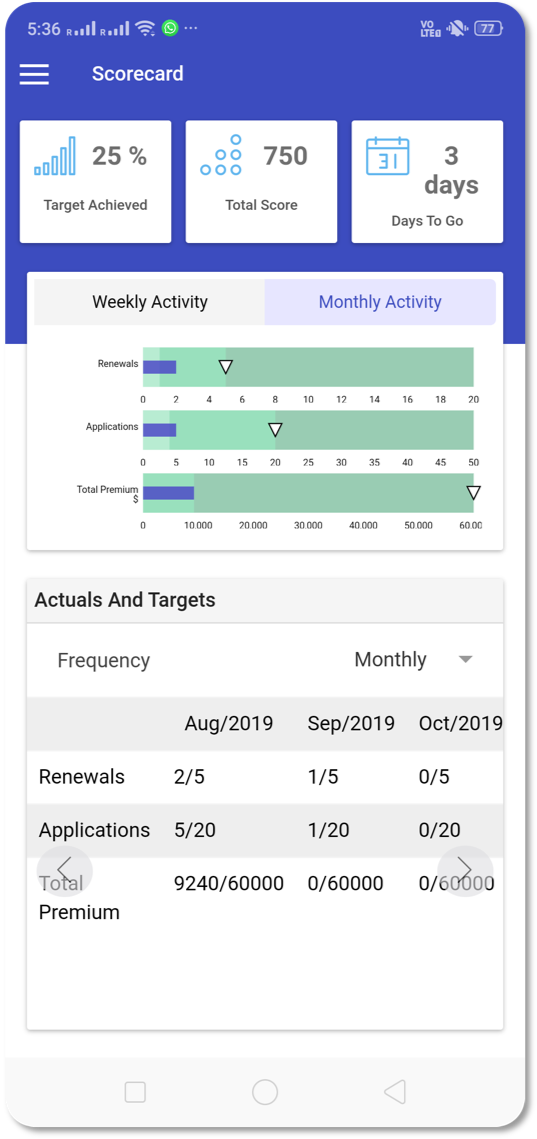 5:36 R R ... VO LTE2 77
Scorecard
25 % 750 3 days
Target Achieved Total Score Days To Go
31
Weekly Activity Monthly Activity
Renewals
0 2 4 6 8 10 12 14 16 18 20
Applications
0 5 10 15 20 25 30 35 40 45 50
Total Premium
$
0 10.000 20.000 30.000 40.000 50.000 60.00
Actuals And Targets
Frequency Monthly
Aug/2019 Sep/2019 Oct/2019
Renewals 2/5 1/5 0/5
Applications 5/20 1/20 0/20
Total 9240/60000 0/60000 0/60000
Premium